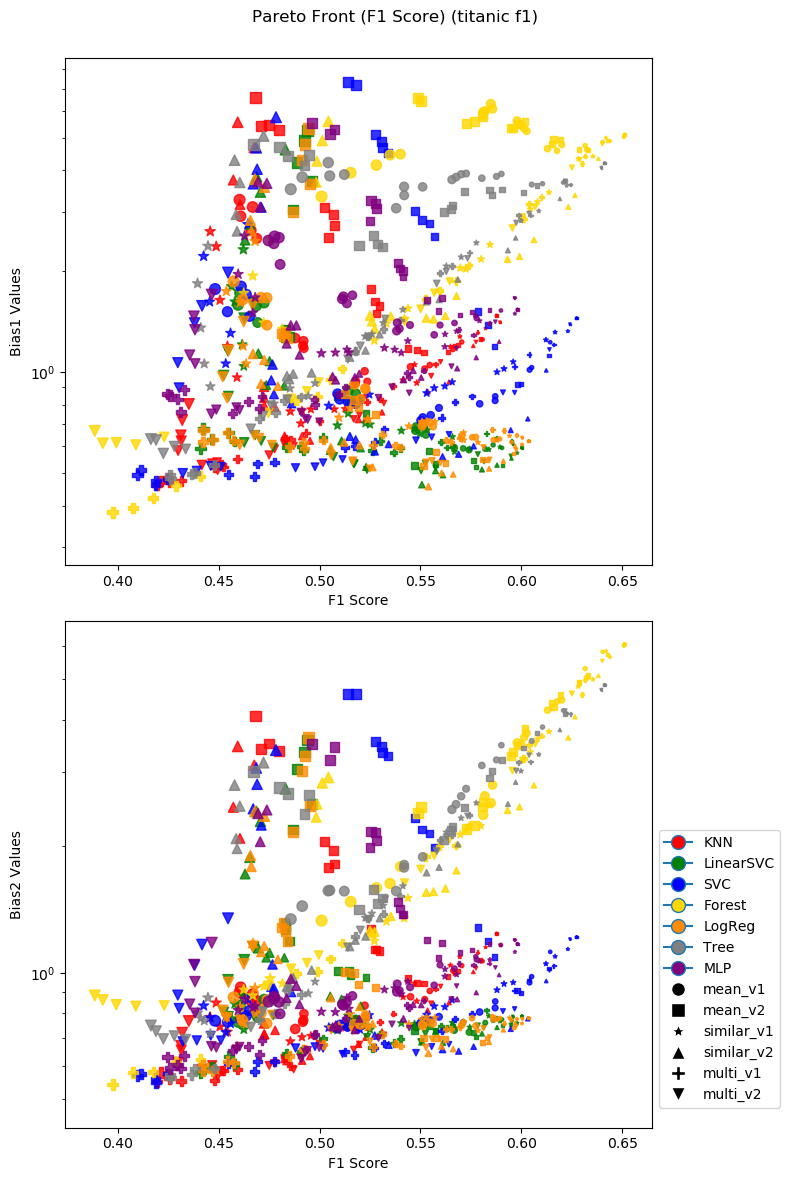 Pareto Front (F1 Score) (titanic f1)
Bias1 Values
10⁰
0.40 0.45 0.50 0.55 0.60 0.65
F1 Score
Bias2 Values
10⁰
0.40 0.45 0.50 0.55 0.60 0.65
F1 Score
KNN
LinearSVC
SVC
Forest
LogReg
Tree
MLP
mean_v1
mean_v2
similar_v1
similar_v2
multi_v1
multi_v2